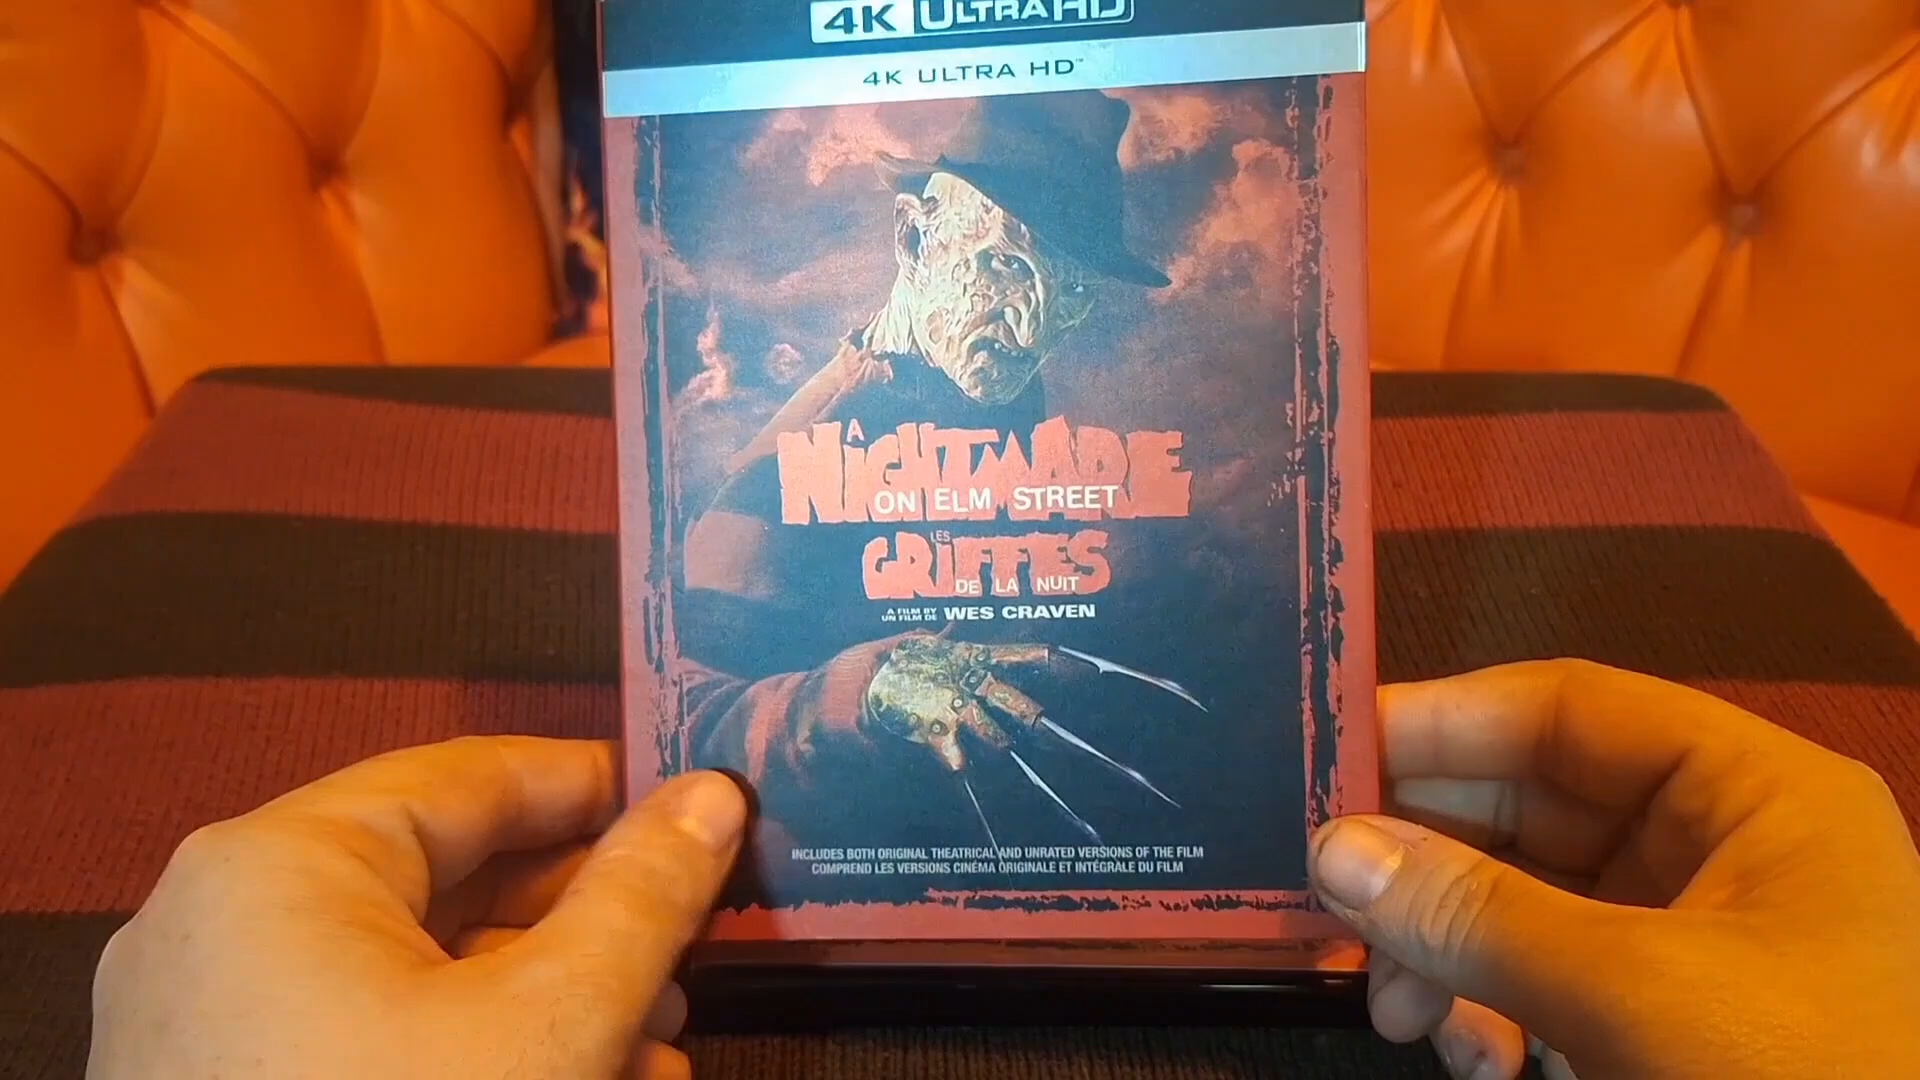 4K ULTRA HD
4K ULTRA HD™
A
NIGHTMARE
ON ELM STREET
LES
GRIFFES
DE LA NUIT
A FILM BY
UN FILM DE WES CRAVEN
INCLUDES BOTH ORIGINAL THEATRICAL AND UNRATED VERSIONS OF THE FILM
COMPREND LES VERSIONS CINÉMA ORIGINALE ET INTÉGRALE DU FILM